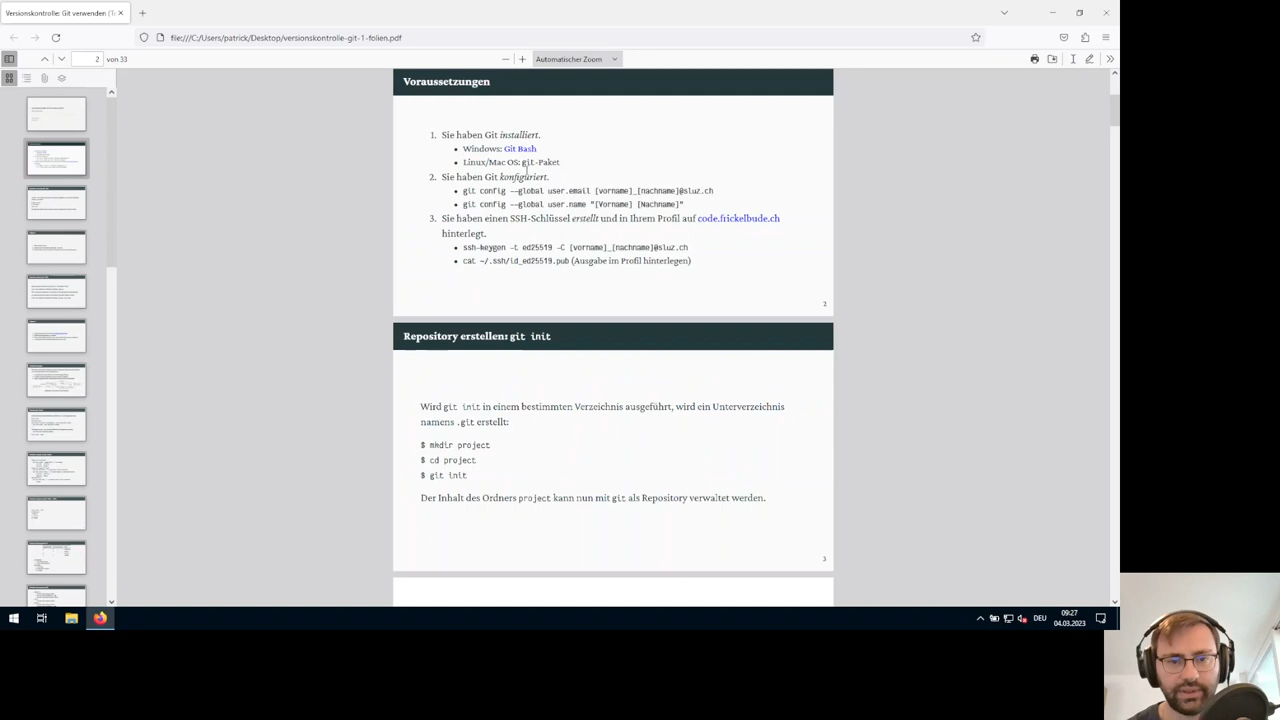 Versionskontrolle: Git verwenden (T
file:///C:/Users/patrick/Desktop/versionskontrolle-git-1-folien.pdf
2 von 33
Automatischer Zoom
Voraussetzungen
1. Sie haben Git installiert.
• Windows: Git Bash
• Linux/Mac OS: git-Paket
2. Sie haben Git konfiguriert.
• git config --global user.email [vorname]_[nachname]@sluz.ch
• git config --global user.name "[Vorname] [Nachname]"
3. Sie haben einen SSH-Schlüssel erstellt und in Ihrem Profil auf code.frickelbude.ch
hinterlegt.
• ssh-keygen -t ed25519 -C [vorname]_[nachname]@sluz.ch
• cat ~/.ssh/id_ed25519.pub (Ausgabe im Profil hinterlegen)
2
Repository erstellen: git init
Wird git init in einem bestimmten Verzeichnis ausgeführt, wird ein Unterverzeichnis
namens .git erstellt:
$ mkdir project
$ cd project
$ git init
Der Inhalt des Ordners project kann nun mit git als Repository verwaltet werden.
3
DEU
09:27
04.03.2023